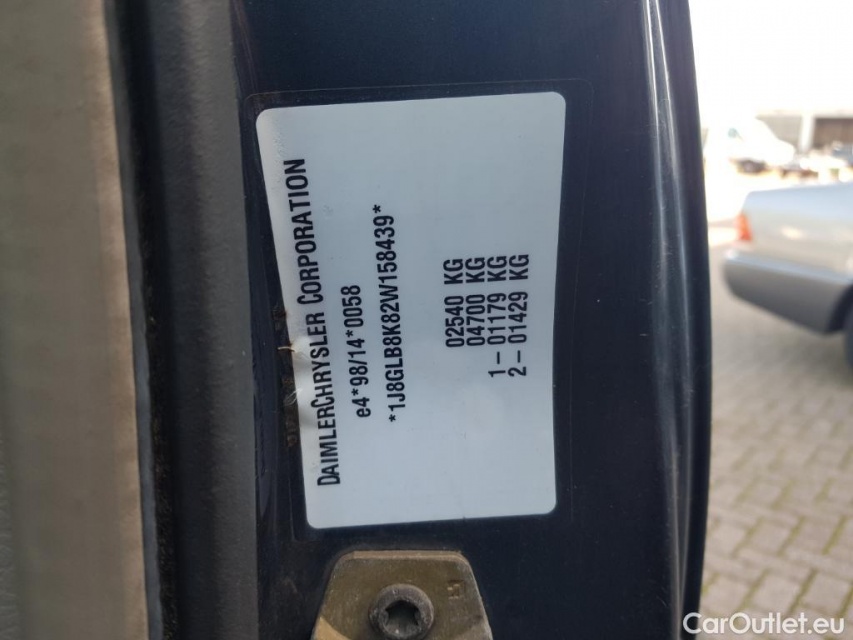 DAIMLERCHRYSLER CORPORATION
e4*98/14*0058
*1J8GLB8K82W158439*
02540 KG
04700 KG
1- 01179 KG
2- 01429 KG
CarOutlet.eu